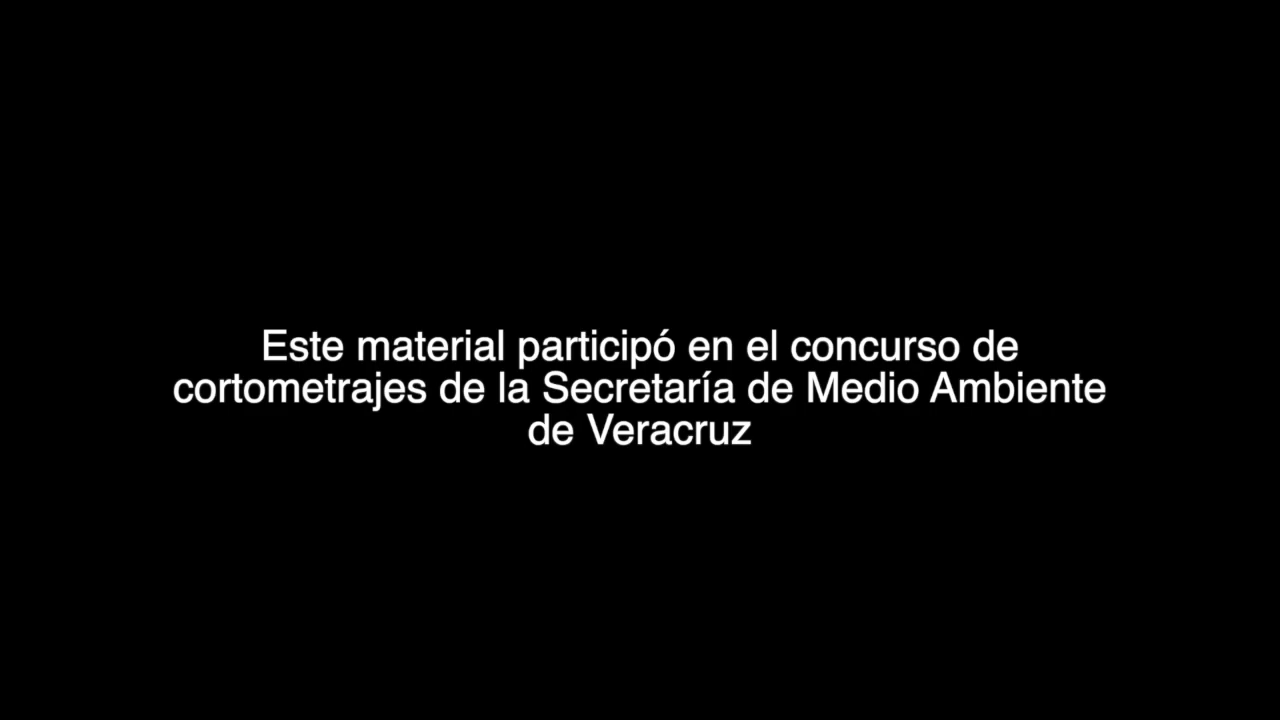 Este material participó en el concurso de
cortometrajes de la Secretaría de Medio Ambiente
de Veracruz